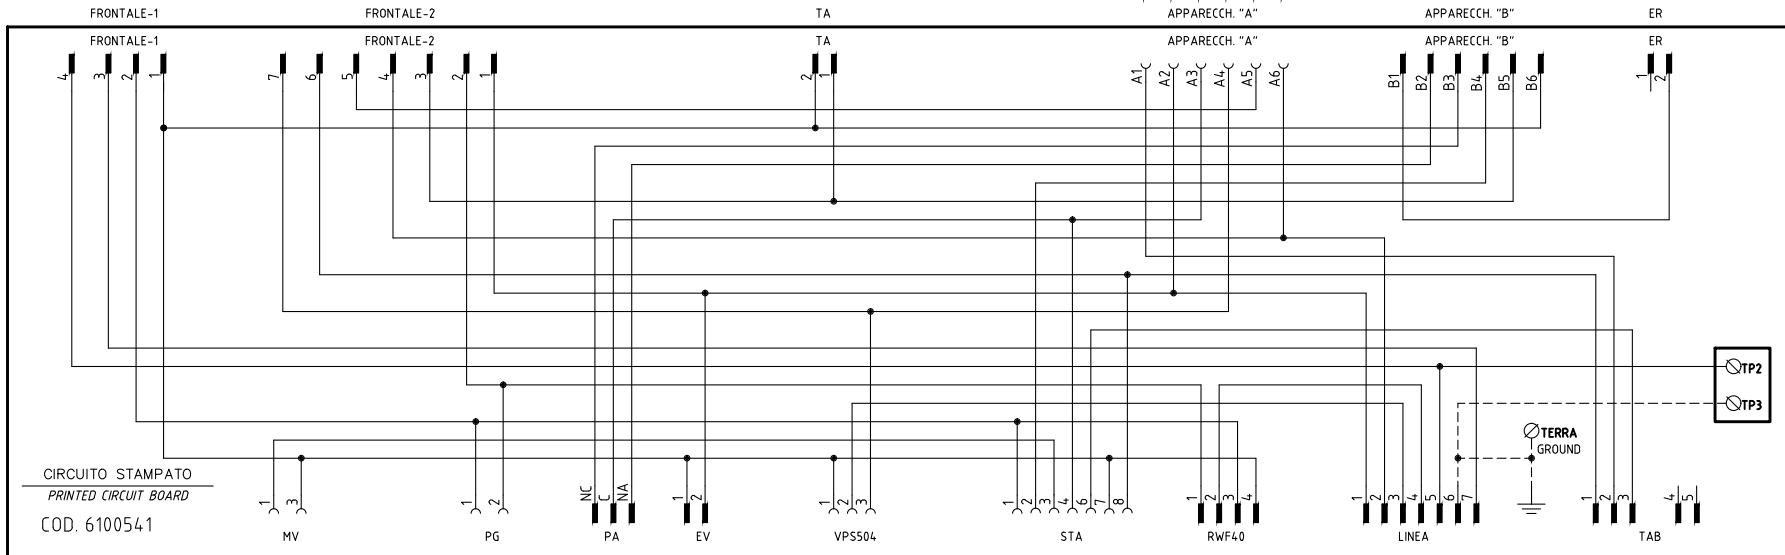 FRONTALE-1 FRONTALE-2 TA APPARECCH. "A" APPARECCH. "B" ER
FRONTALE-1 FRONTALE-2 TA APPARECCH. "A" APPARECCH. "B" ER
4 3 2 1 7 6 5 4 3 2 1 2 1 A1 A2 A3 A4 A5 A6 B1 B2 B3 B4 B5 B6 1 2
TP2
TP3
TERRA
GROUND
CIRCUITO STAMPATO
PRINTED CIRCUIT BOARD
COD. 6100541
1 3 1 2 NC C NA 1 2 1 2 3 1 2 3 4 6 7 8 1 2 3 4 1 2 3 4 5 6 7 1 2 3 4 5
MV PG PA EV VPS504 STA RWF40 LINEA TAB